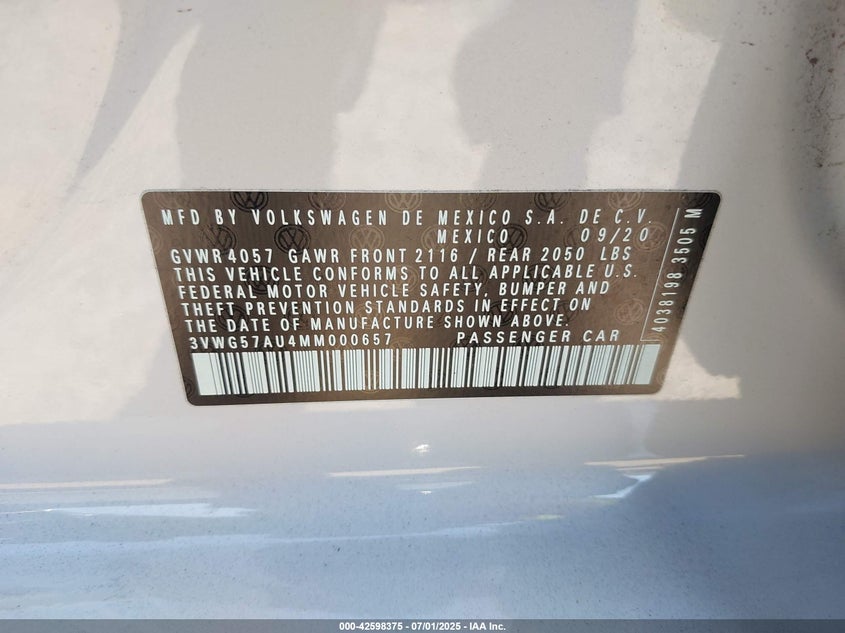 MFD BY VOLKSWAGEN DE MEXICO S.A. DE C.V.
MEXICO 09/20
GVWR 4057 GAWR FRONT 2116 / REAR 2050 LBS
THIS VEHICLE CONFORMS TO ALL APPLICABLE U.S.
FEDERAL MOTOR VEHICLE SAFETY, BUMPER AND
THEFT PREVENTION STANDARDS IN EFFECT ON
THE DATE OF MANUFACTURE SHOWN ABOVE.
3VWG57AU4MM000657 PASSENGER CAR
4038198 3505 M
000-42598375 - 07/01/2025 - IAA Inc.